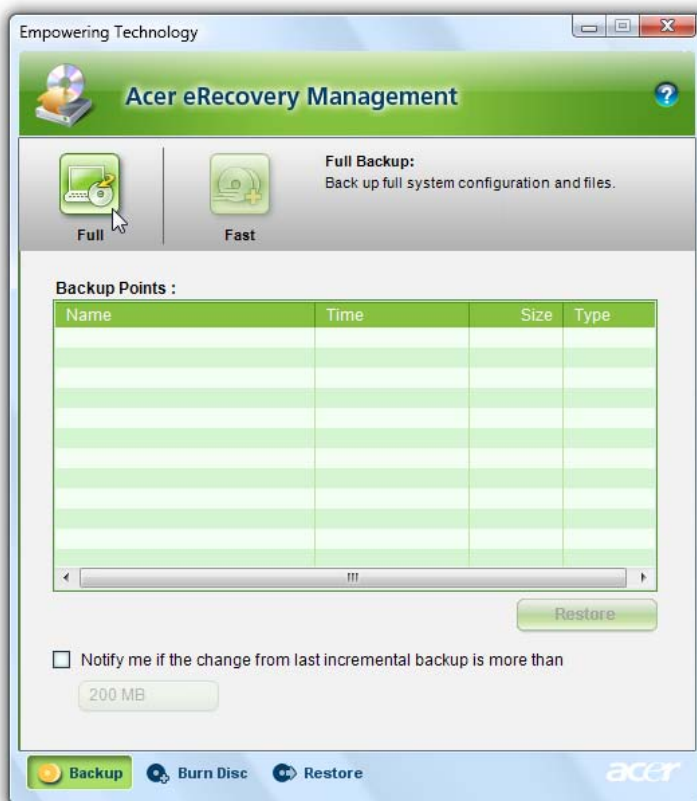 Empowering Technology
Acer eRecovery Management
?
Full
Fast
Full Backup:
Back up full system configuration and files.
Backup Points :
Name Time Size Type
Restore
Notify me if the change from last incremental backup is more than
200 MB
Backup Burn Disc Restore acer